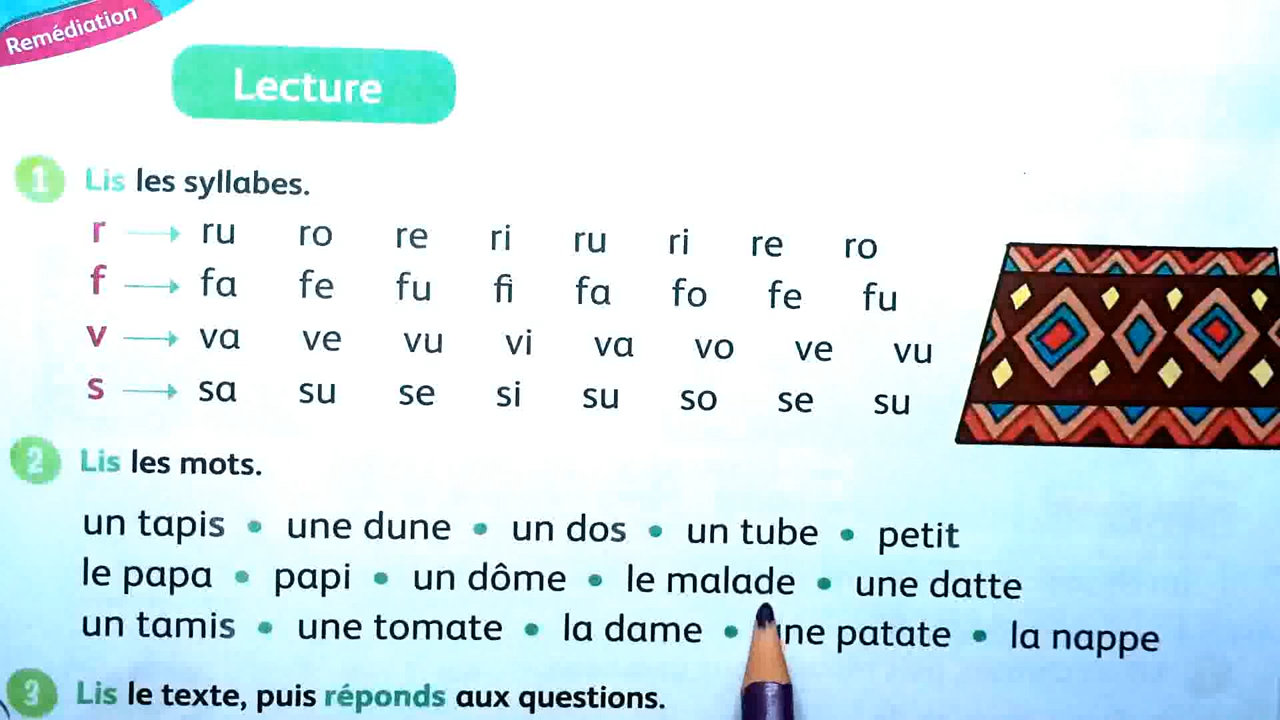 Remédiation
Lecture
1 Lis les syllabes.
r → ru ro re ri ru ri re ro
f → fa fe fu fi fa fo fe fu
v → va ve vu vi va vo ve vu
s → sa su se si su so se su
2 Lis les mots.
un tapis • une dune • un dos • un tube • petit
le papa • papi • un dôme • le malade • une datte
un tamis • une tomate • la dame • une patate • la nappe
3 Lis le texte, puis réponds aux questions.